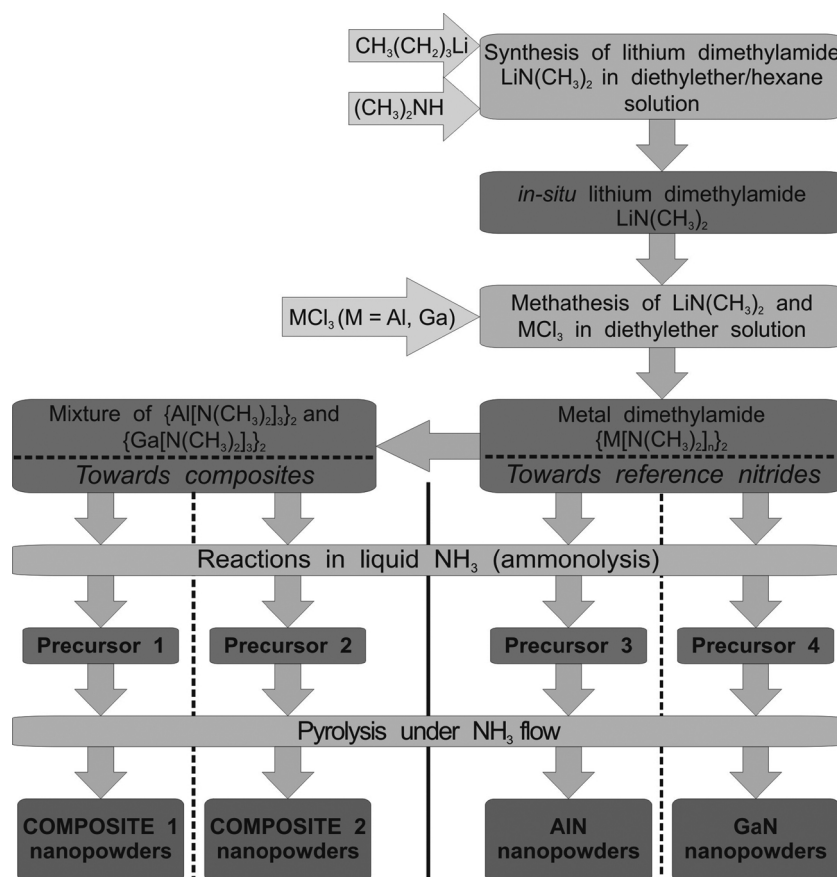 CH₃(CH₂)₃Li
(CH₃)₂NH
Synthesis of lithium dimethylamide
LiN(CH₃)₂ in diethylether/hexane
solution
in-situ lithium dimethylamide
LiN(CH₃)₂
MCl₃ (M = Al, Ga)
Methathesis of LiN(CH₃)₂ and
MCl₃ in diethylether solution
Mixture of {Al[N(CH₃)₂]₃}₂ and
{Ga[N(CH₃)₂]₃}₂
Towards composites
Metal dimethylamide
{M[N(CH₃)₂]ₙ}₂
Towards reference nitrides
Reactions in liquid NH₃ (ammonolysis)
Precursor 1
Precursor 2
Precursor 3
Precursor 4
Pyrolysis under NH₃ flow
COMPOSITE 1
nanopowders
COMPOSITE 2
nanopowders
AlN
nanopowders
GaN
nanopowders